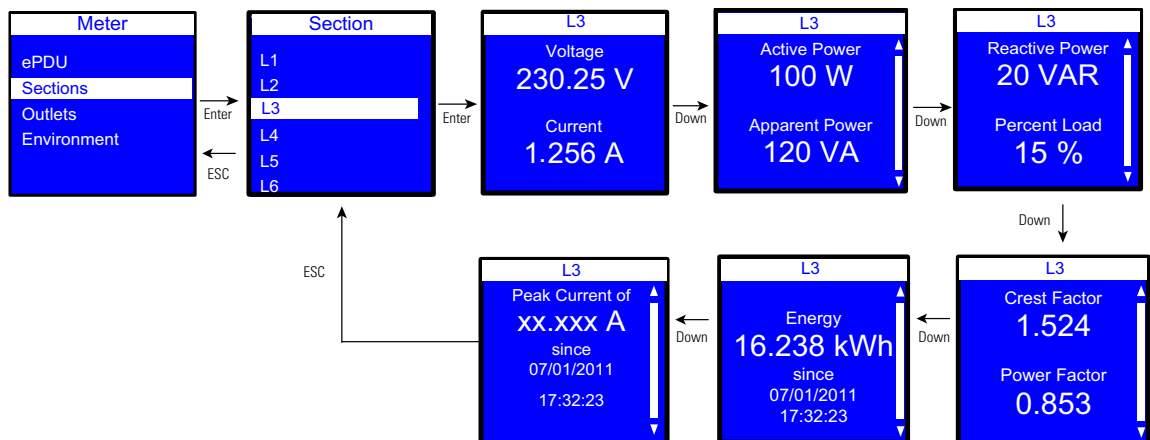 Meter
ePDU
Sections
Outlets
Environment
Enter
ESC
Section
L1
L2
L3
L4
L5
L6
Enter
L3
Voltage
230.25 V
Current
1.256 A
Down
L3
Active Power
100 W
Apparent Power
120 VA
Down
L3
Reactive Power
20 VAR
Percent Load
15 %
Down
L3
Crest Factor
1.524
Power Factor
0.853
Down
L3
Energy
16.238 kWh
since
07/01/2011
17:32:23
Down
L3
Peak Current of
xx.xxx A
since
07/01/2011
17:32:23
ESC